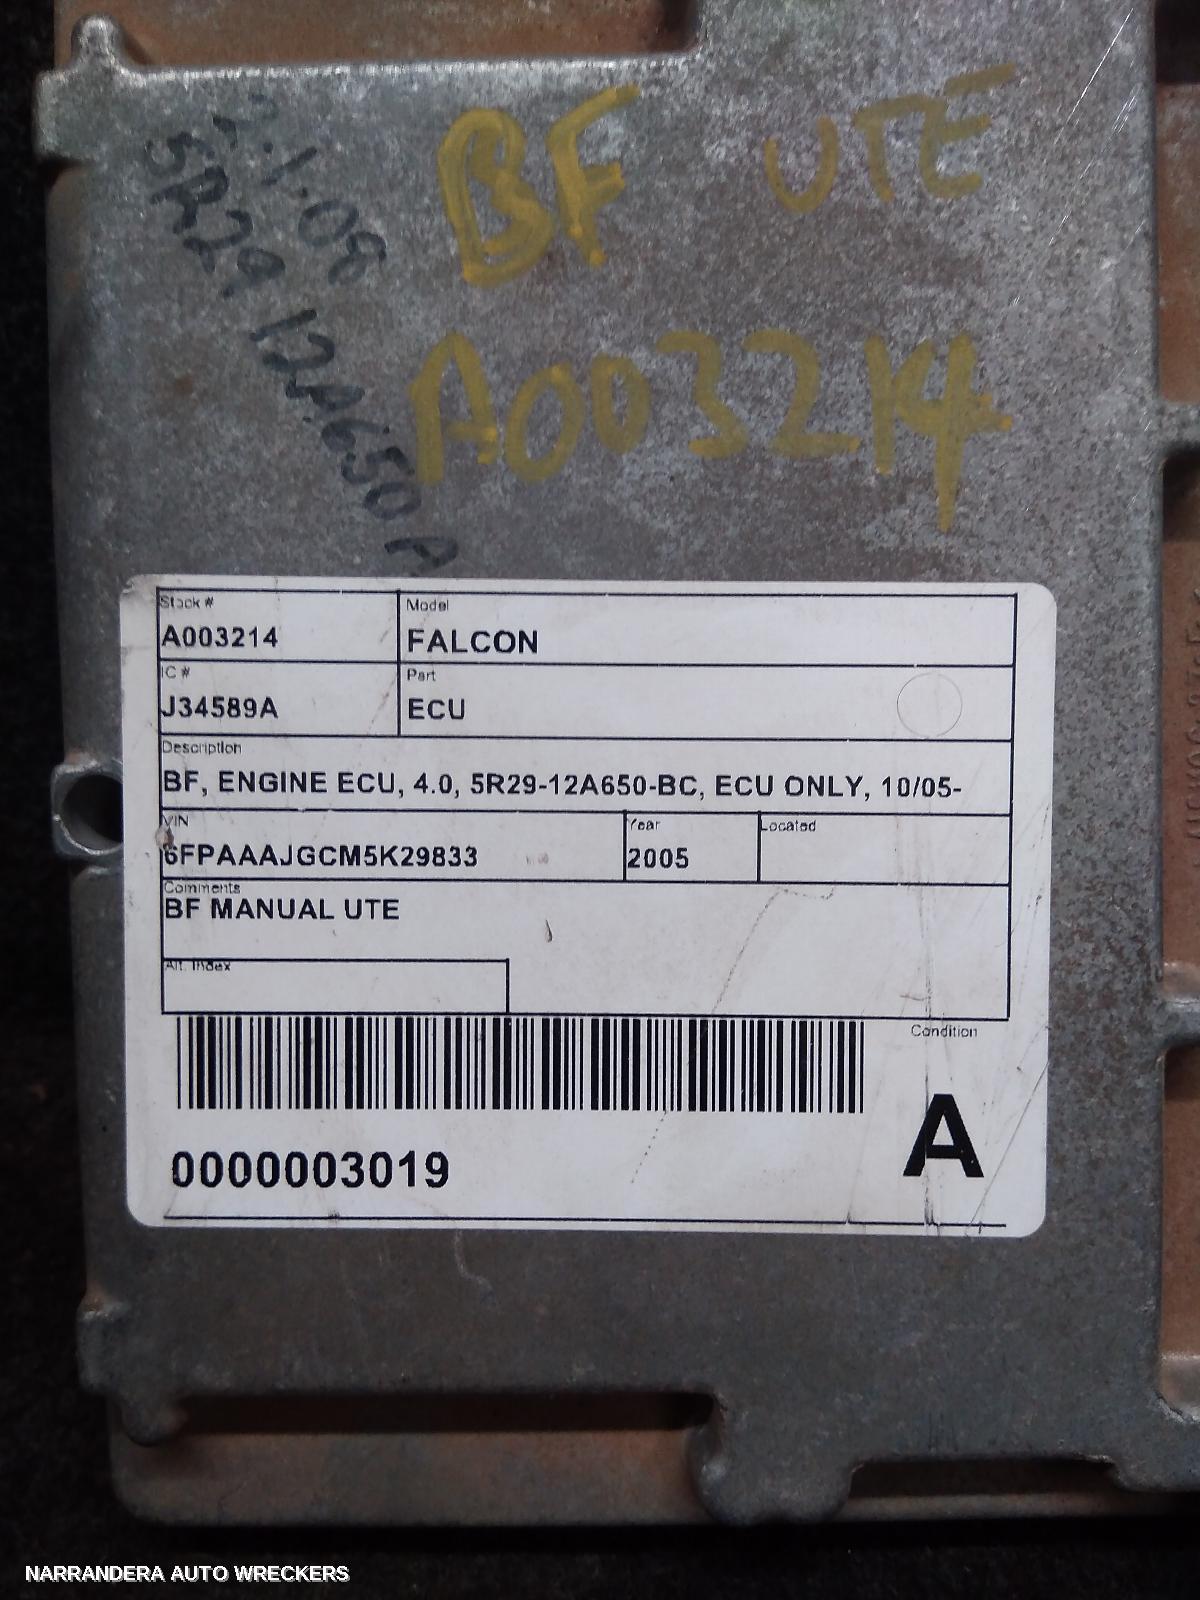 BF UTE
2.1.08
5R29 12A650 A
A003214
Stock # Model
A003214 FALCON
IC # Part
J34589A ECU
Description
BF, ENGINE ECU, 4.0, 5R29-12A650-BC, ECU ONLY, 10/05-
VIN Year Located
6FPAAAJGCM5K29833 2005
Comments
BF MANUAL UTE
Alt. Index
Condition
A
0000003019
NARRANDERA AUTO WRECKERS